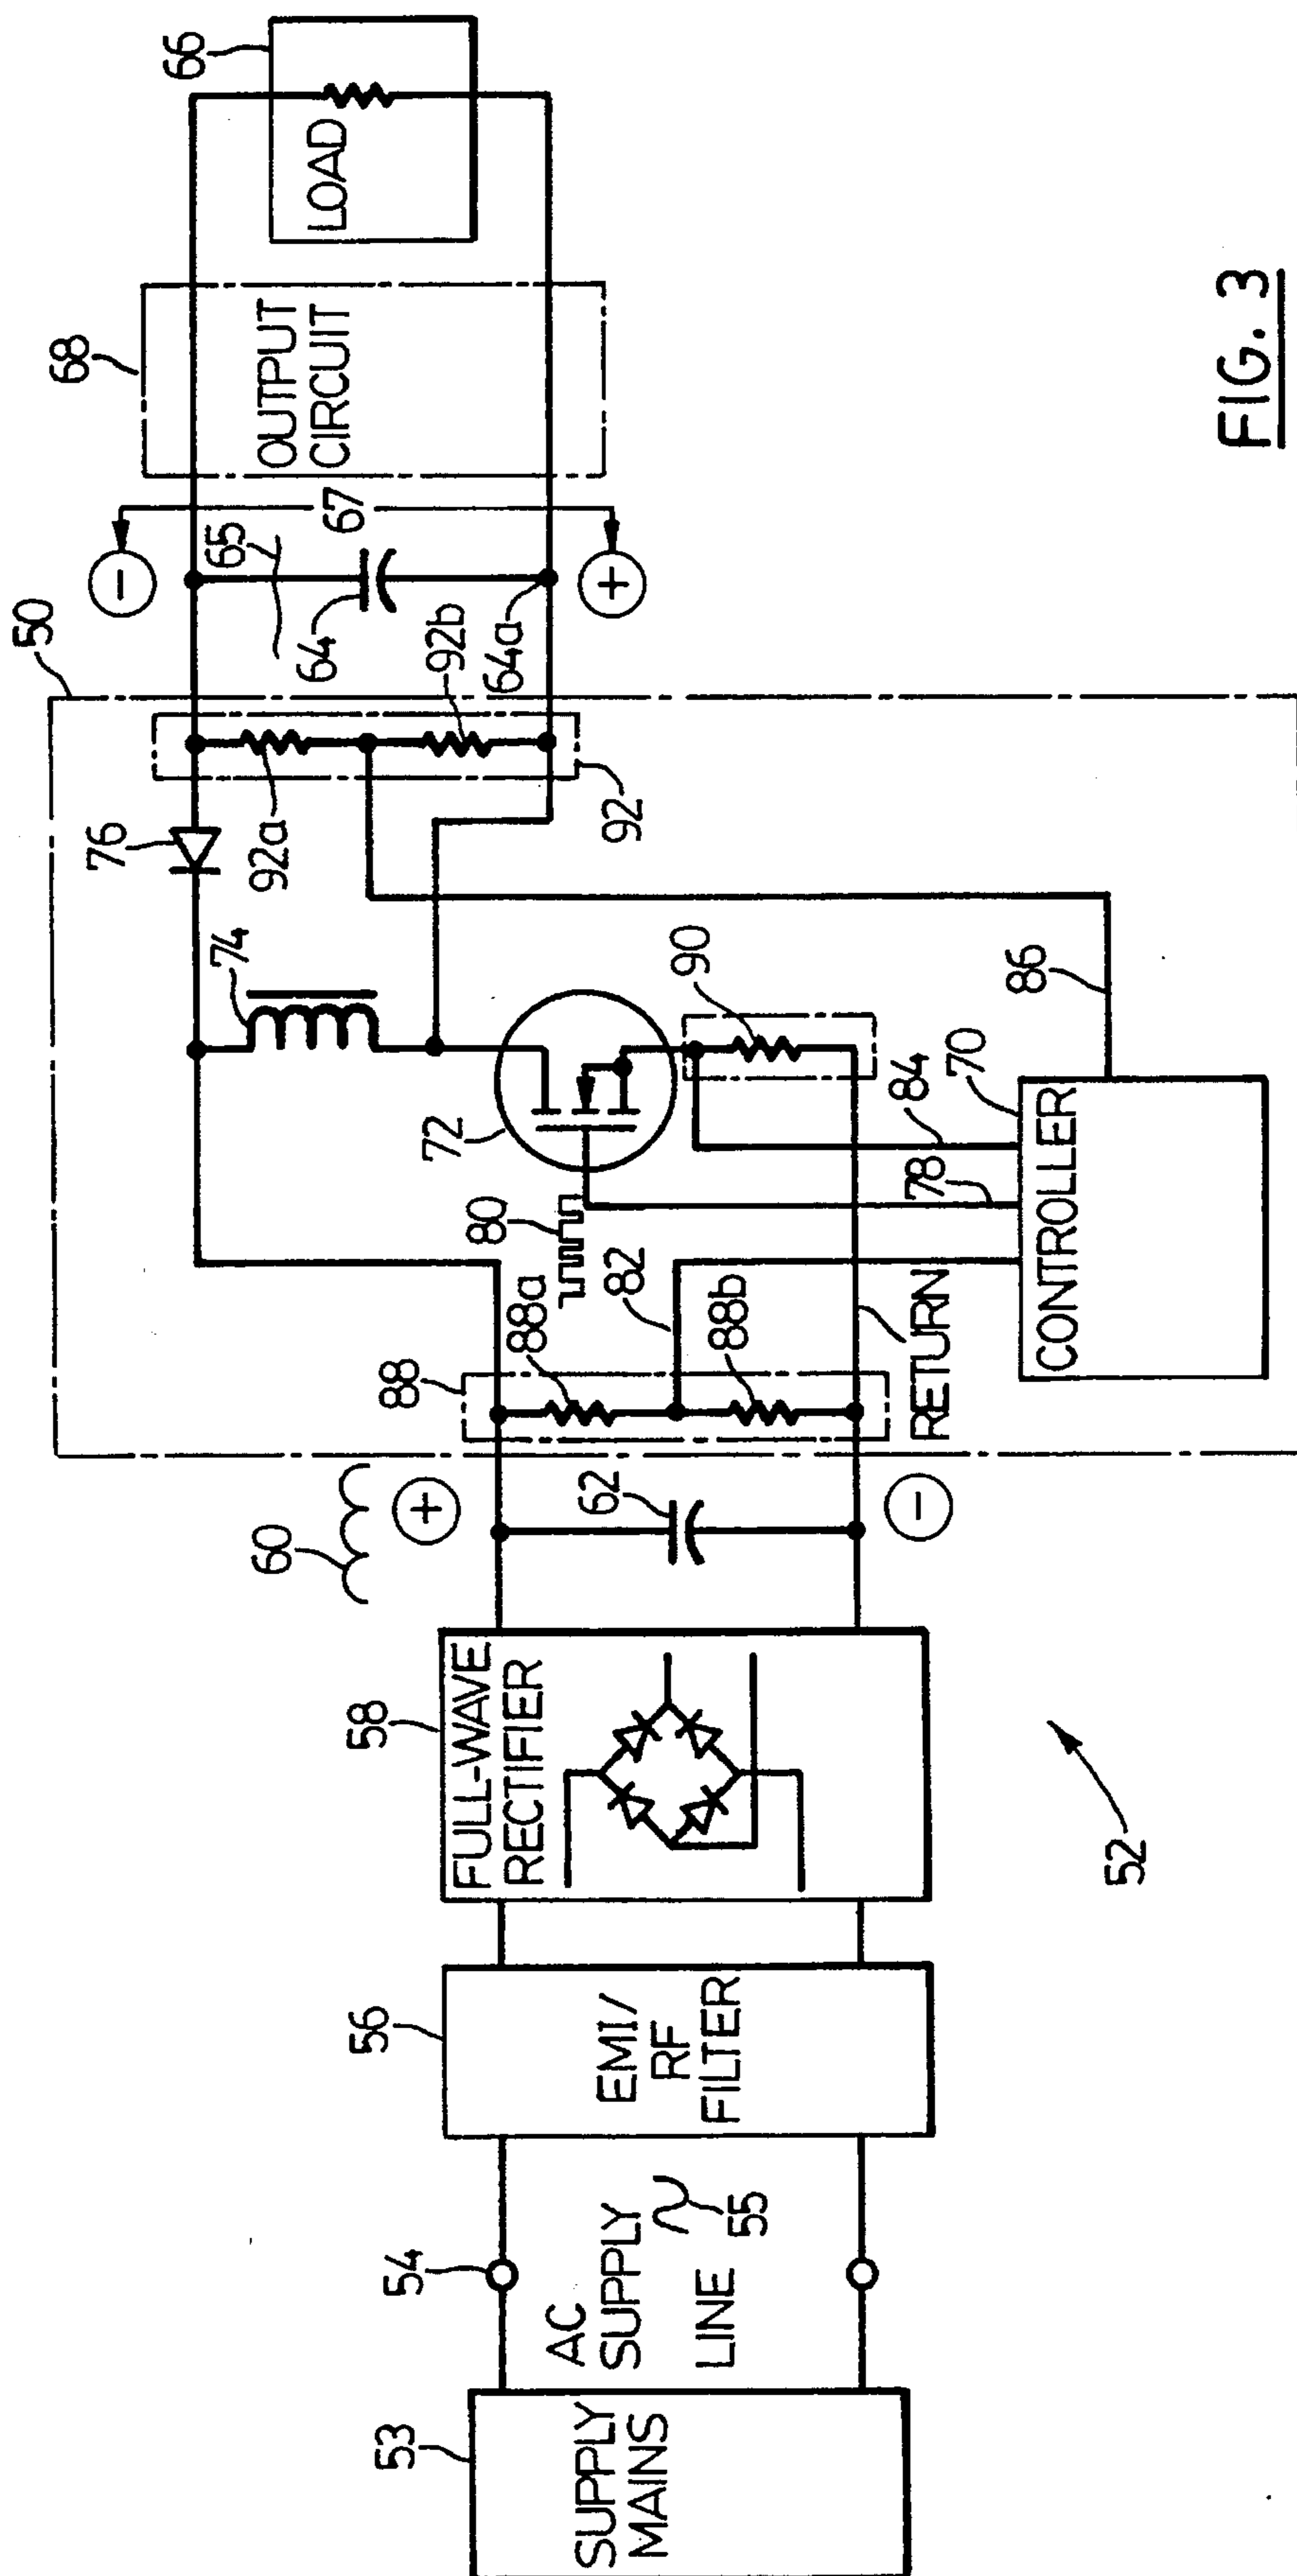 53
SUPPLY
MAINS
54
AC
SUPPLY
LINE
55
56
EMI/
RF
FILTER
58
FULL-WAVE
RECTIFIER
52
60
+
62
−
50
88
88a
88b
82
80
RETURN
72
74
76
78
84
90
70
CONTROLLER
86
92a
92
92b
64a
64
65
−
67
+
68
OUTPUT
CIRCUIT
66
LOAD
FIG. 3